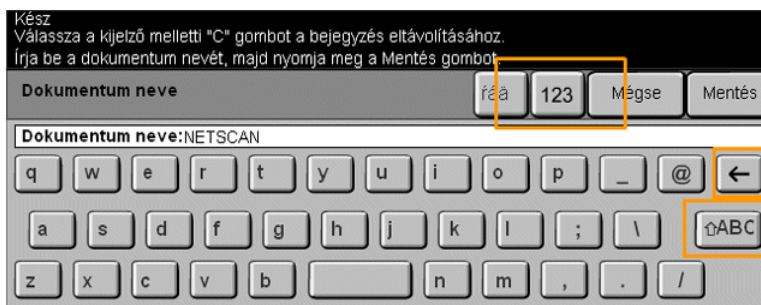 Kész
Válassza a kijelző melletti "C" gombot a bejegyzés eltávolításához.
Írja be a dokumentum nevét, majd nyomja meg a Mentés gombot.
Dokumentum neve ŕáä 123 Mégse Mentés
Dokumentum neve:NETSCAN
q w e r t y u i o p _ @ ←
a s d f g h j k l ; \ ⇧ABC
z x c v b n m , . /